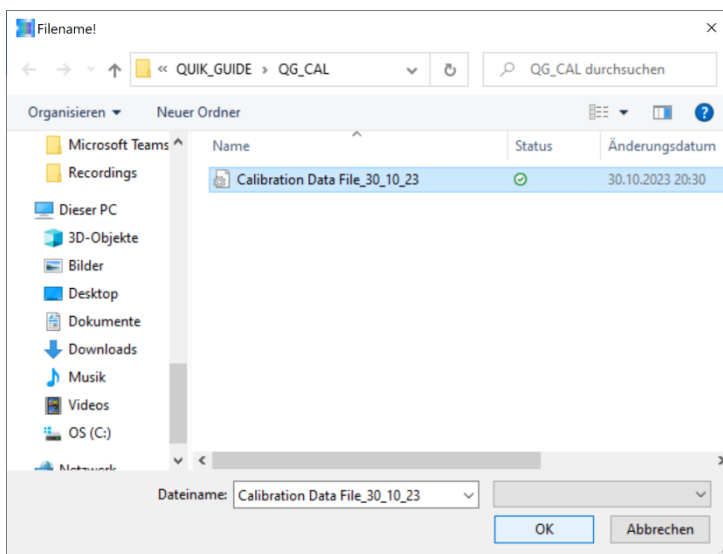 Filename!
« QUIK_GUIDE › QG_CAL
QG_CAL durchsuchen
Organisieren
Neuer Ordner
?
Microsoft Teams
Recordings
Dieser PC
3D-Objekte
Bilder
Desktop
Dokumente
Downloads
Musik
Videos
OS (C:)
Netzwerk
Name Status Änderungsdatum
Calibration Data File_30_10_23 30.10.2023 20:30
Dateiname: Calibration Data File_30_10_23
OK Abbrechen